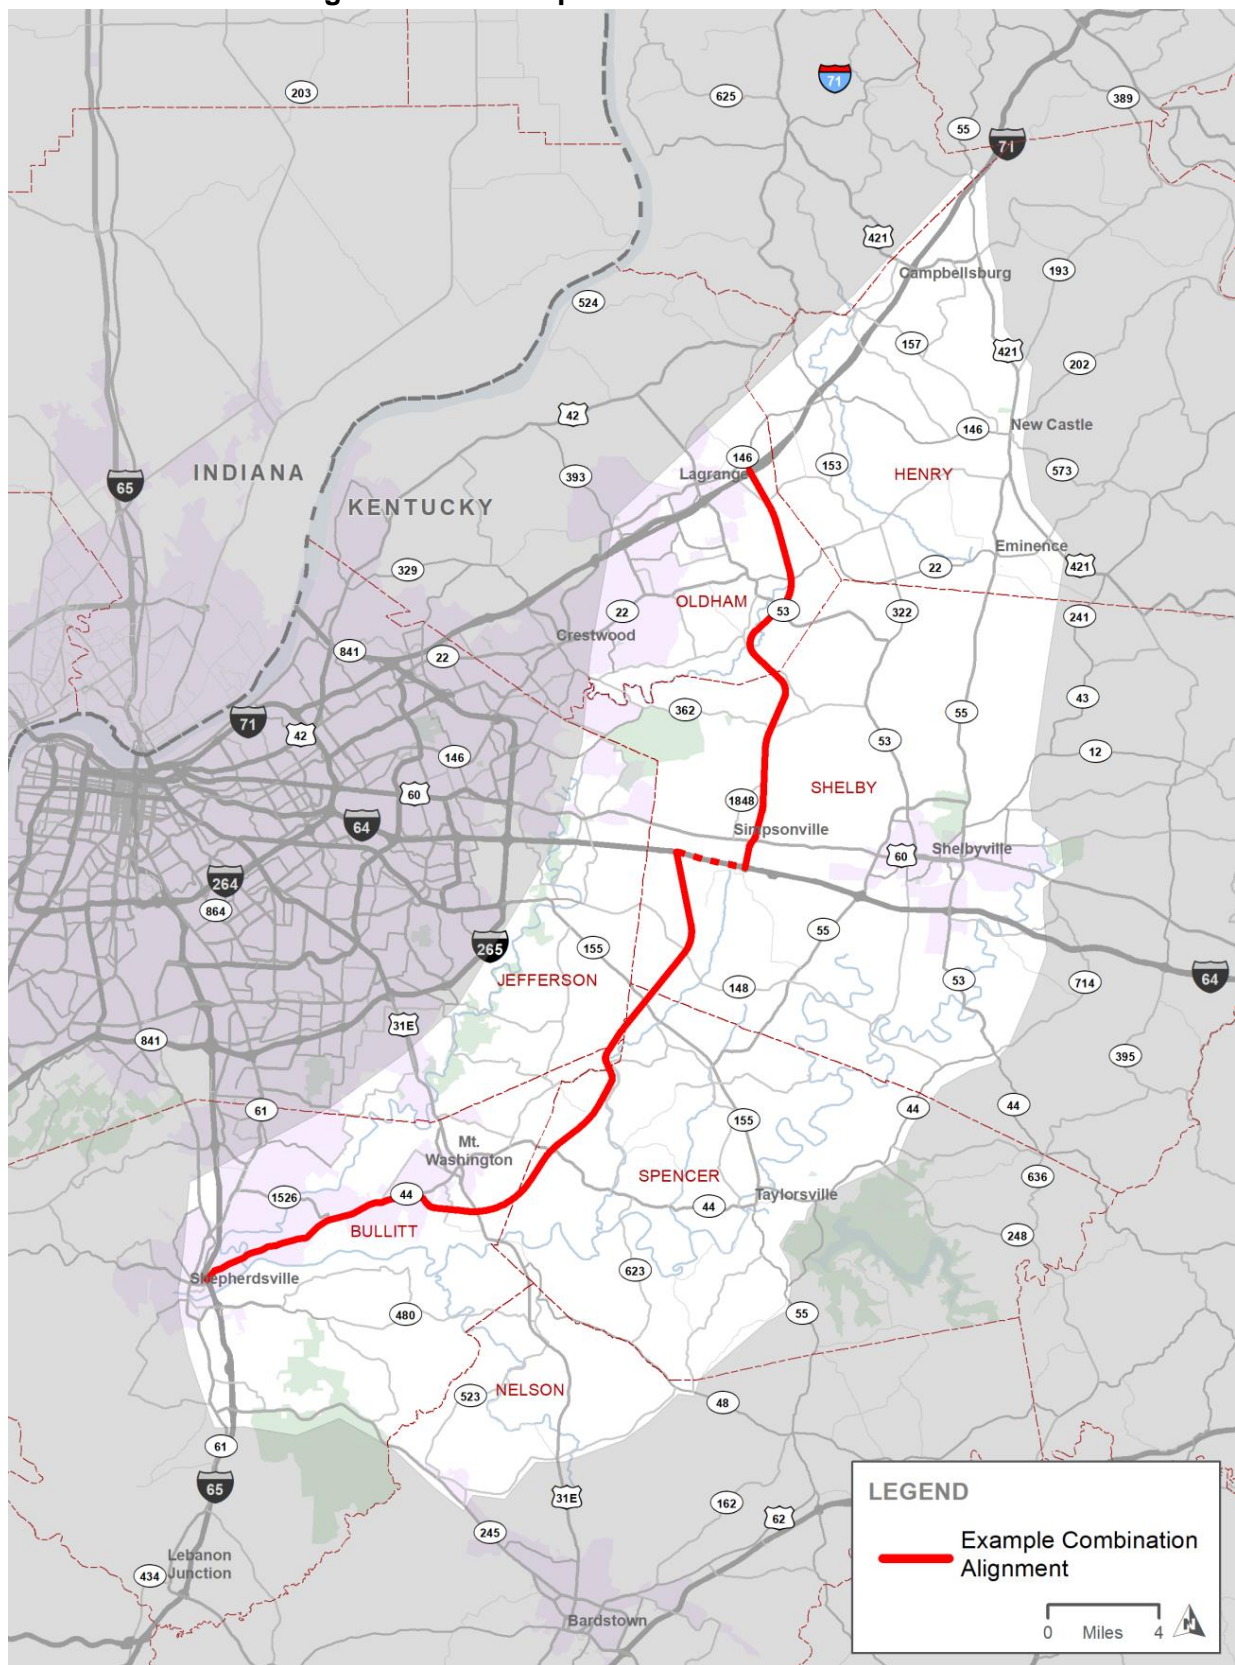 203
625
71
389
55
71
421
Campbellsburg
193
524
157
421
202
42
146
New Castle
146
Lagrange
153
573
INDIANA
65
393
HENRY
KENTUCKY
Eminence
22
421
329
OLDHAM
53
322
241
22
Crestwood
841
22
43
362
55
71
42
53
12
146
60
SHELBY
1848
64
Simpsonville
60
Shelbyville
264
864
55
265
155
JEFFERSON
53
64
148
714
31E
841
395
61
44
44
155
Mt.
Washington
SPENCER
636
1526
44
Taylorsville
44
BULLITT
248
623
Shepherdsville
480
55
NELSON
523
48
61
65
31E
162
62
245
Lebanon
Junction
434
Bardstown
LEGEND
Example Combination
Alignment
0 Miles 4
N